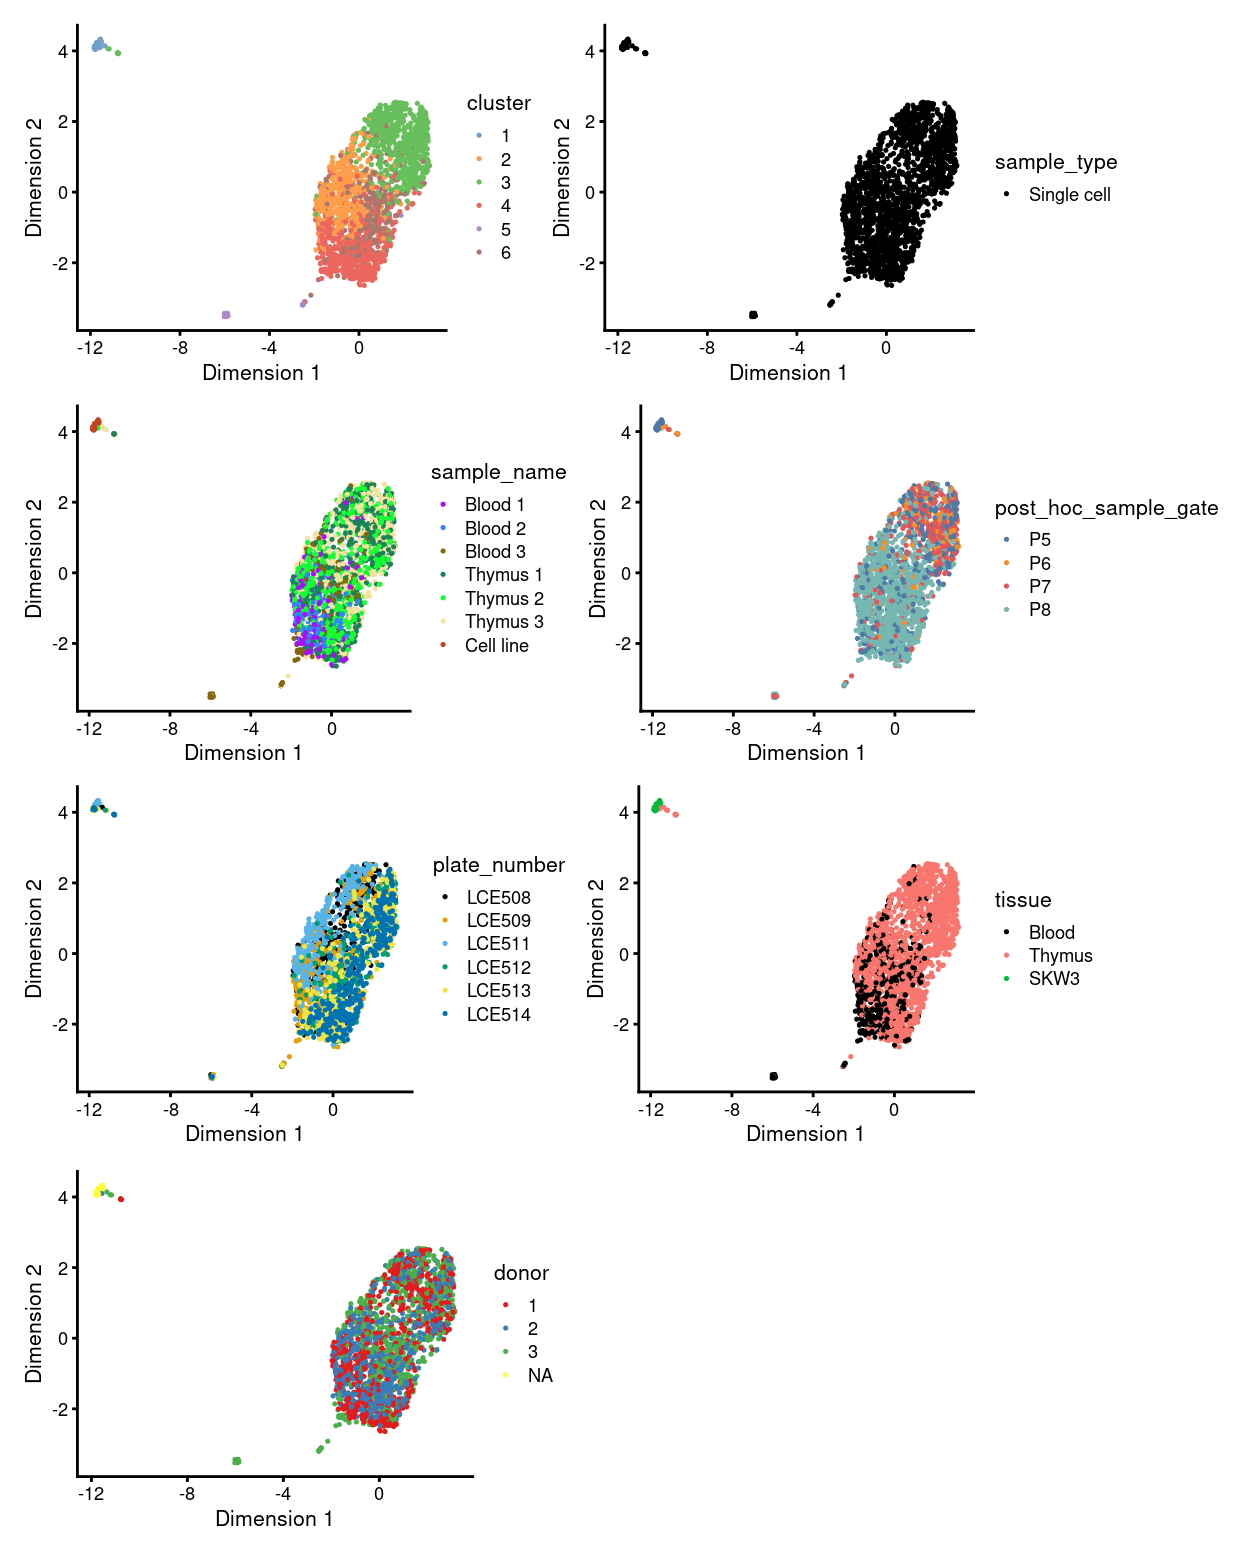 4
2
0
-2
-12
-8
-4
0
Dimension 1
Dimension 2
cluster
1
2
3
4
5
6
4
2
0
-2
-12
-8
-4
0
Dimension 1
Dimension 2
sample_type
Single cell
4
2
0
-2
-12
-8
-4
0
Dimension 1
Dimension 2
sample_name
Blood 1
Blood 2
Blood 3
Thymus 1
Thymus 2
Thymus 3
Cell line
4
2
0
-2
-12
-8
-4
0
Dimension 1
Dimension 2
post_hoc_sample_gate
P5
P6
P7
P8
4
2
0
-2
-12
-8
-4
0
Dimension 1
Dimension 2
plate_number
LCE508
LCE509
LCE511
LCE512
LCE513
LCE514
4
2
0
-2
-12
-8
-4
0
Dimension 1
Dimension 2
tissue
Blood
Thymus
SKW3
4
2
0
-2
-12
-8
-4
0
Dimension 1
Dimension 2
donor
1
2
3
NA